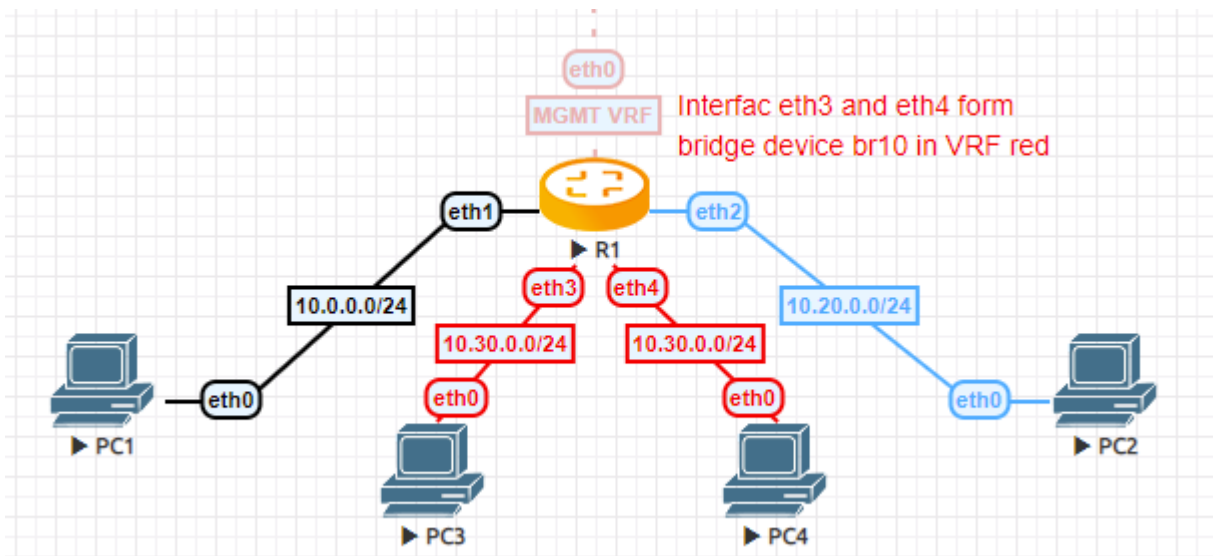 eth0
MGMT VRF
Interfac eth3 and eth4 form
bridge device br10 in VRF red
eth1
eth2
R1
eth3
eth4
10.0.0.0/24
10.20.0.0/24
10.30.0.0/24
10.30.0.0/24
eth0
eth0
eth0
eth0
PC1
PC2
PC3
PC4